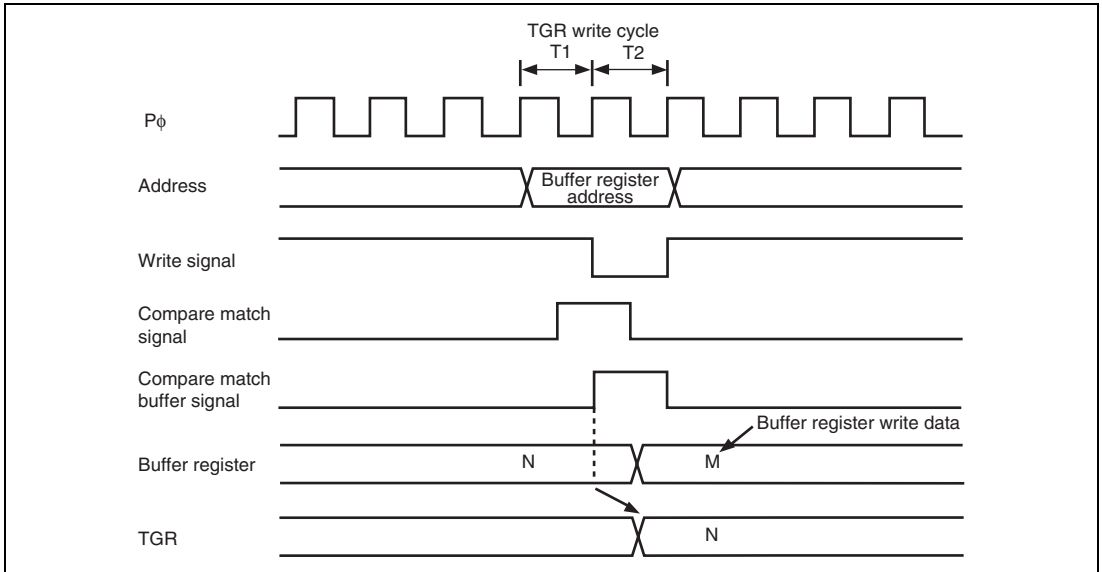 TGR write cycle
T1 T2
Pϕ
Address
Buffer register
address
Write signal
Compare match
signal
Compare match
buffer signal
Buffer register write data
Buffer register
N M
TGR
N